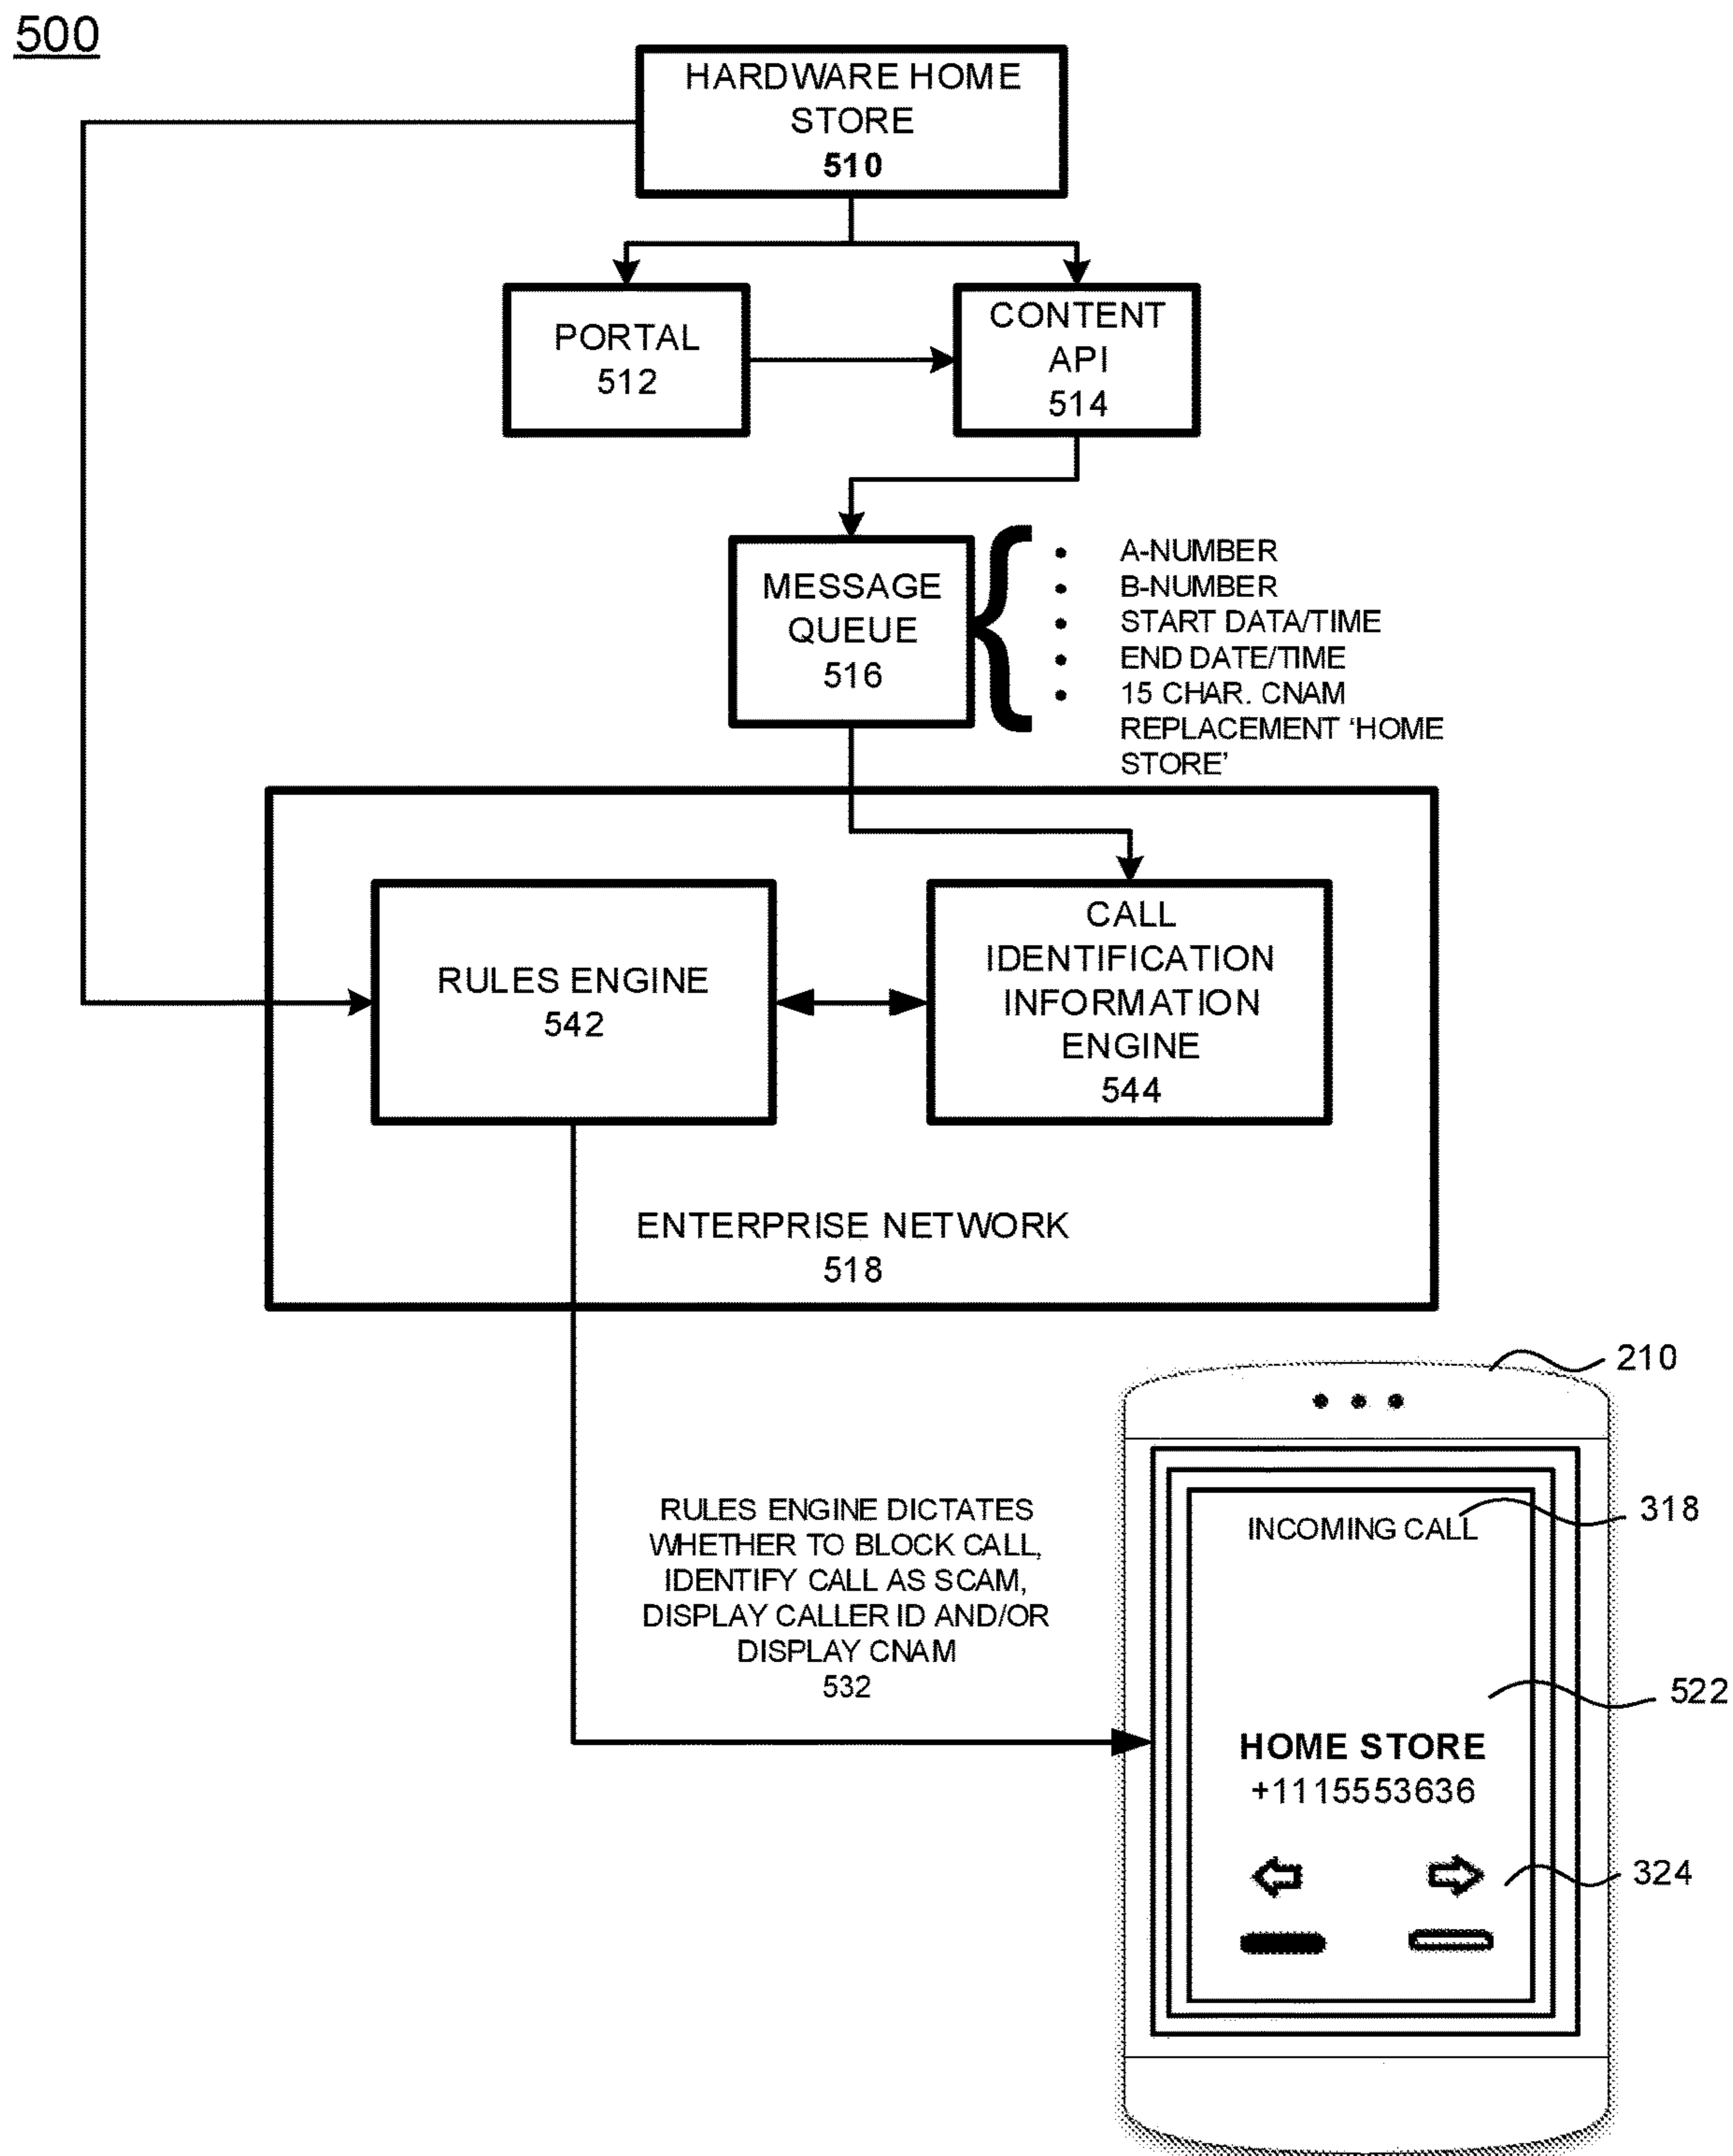 500
HARDWARE HOME
STORE
510
PORTAL
512
CONTENT
API
514
MESSAGE
QUEUE
516
• A-NUMBER
• B-NUMBER
• START DATA/TIME
• END DATE/TIME
• 15 CHAR. CNAM
REPLACEMENT ‘HOME
STORE’
RULES ENGINE
542
CALL
IDENTIFICATION
INFORMATION
ENGINE
544
ENTERPRISE NETWORK
518
RULES ENGINE DICTATES
WHETHER TO BLOCK CALL,
IDENTIFY CALL AS SCAM,
DISPLAY CALLER ID AND/OR
DISPLAY CNAM
532
210
INCOMING CALL
318
522
HOME STORE
+1115553636
324